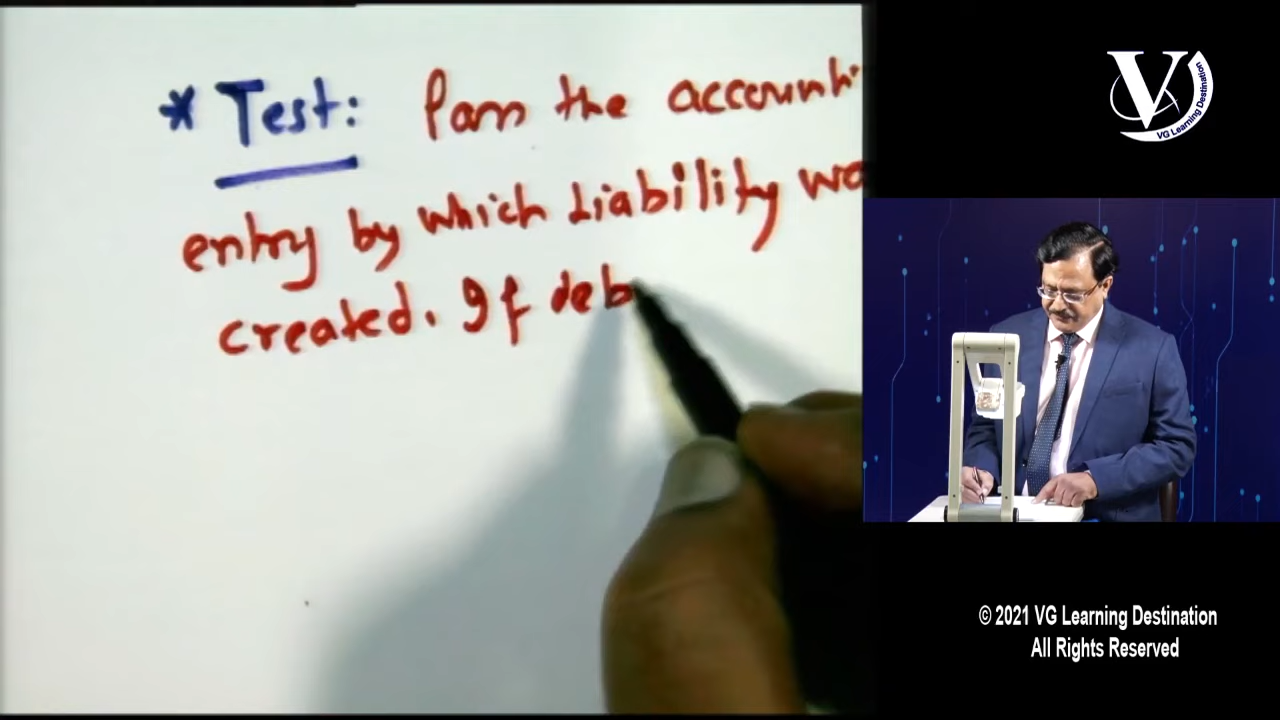 * Test: Pass the accounti
entry by which Liability wa
created. If deb
V
VG Learning Destination
© 2021 VG Learning Destination
All Rights Reserved